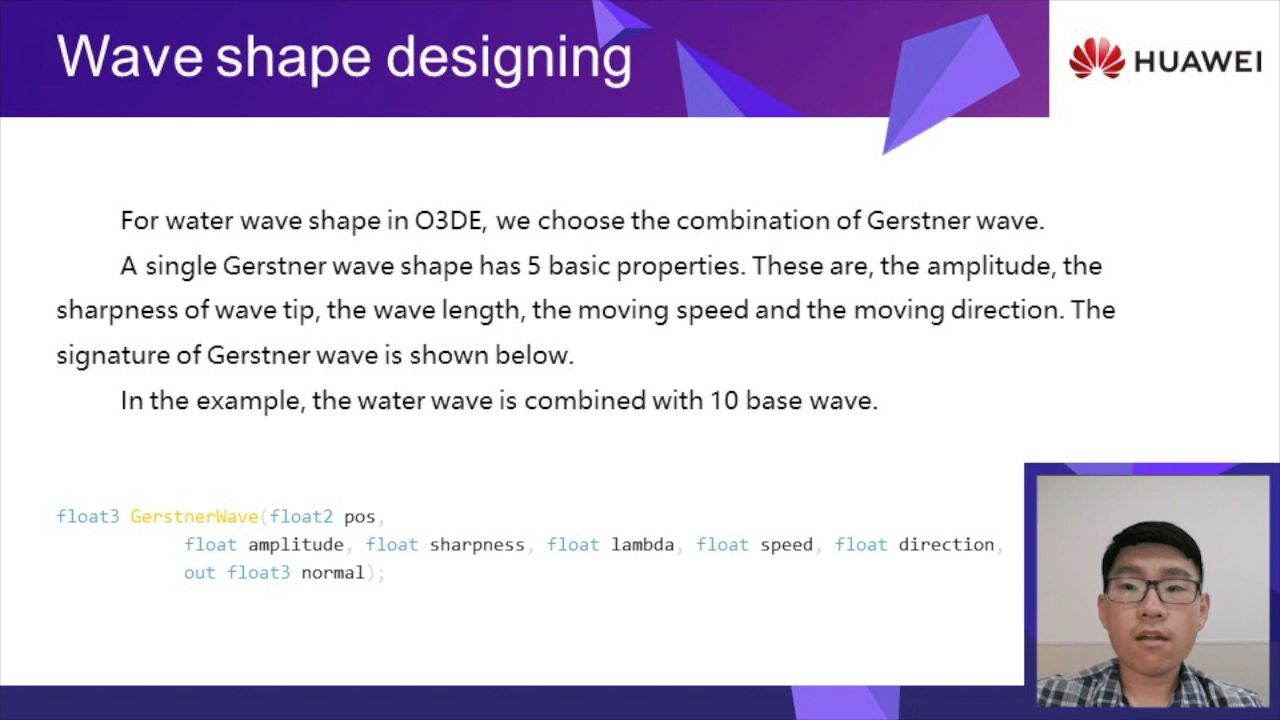 Wave shape designing
HUAWEI
For water wave shape in O3DE, we choose the combination of Gerstner wave.
A single Gerstner wave shape has 5 basic properties. These are, the amplitude, the
sharpness of wave tip, the wave length, the moving speed and the moving direction. The
signature of Gerstner wave is shown below.
In the example, the water wave is combined with 10 base wave.
float3 GerstnerWave(float2 pos,
float amplitude, float sharpness, float lambda, float speed, float direction,
out float3 normal);